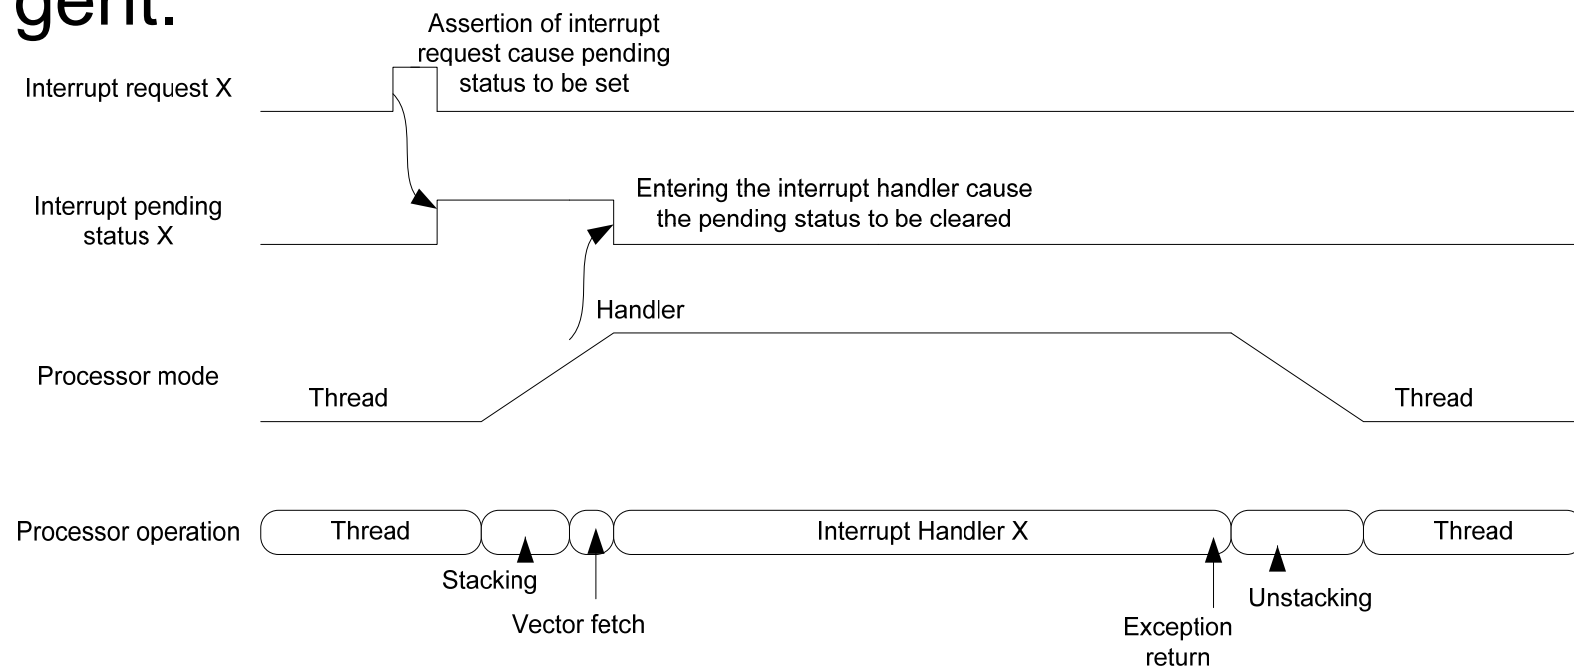 gent.
Assertion of interrupt
request cause pending
status to be set
Interrupt request X
Entering the interrupt handler cause
the pending status to be cleared
Interrupt pending
status X
Handler
Processor mode
Thread
Thread
Processor operation
Thread
Interrupt Handler X
Thread
Stacking
Vector fetch
Unstacking
Exception
return